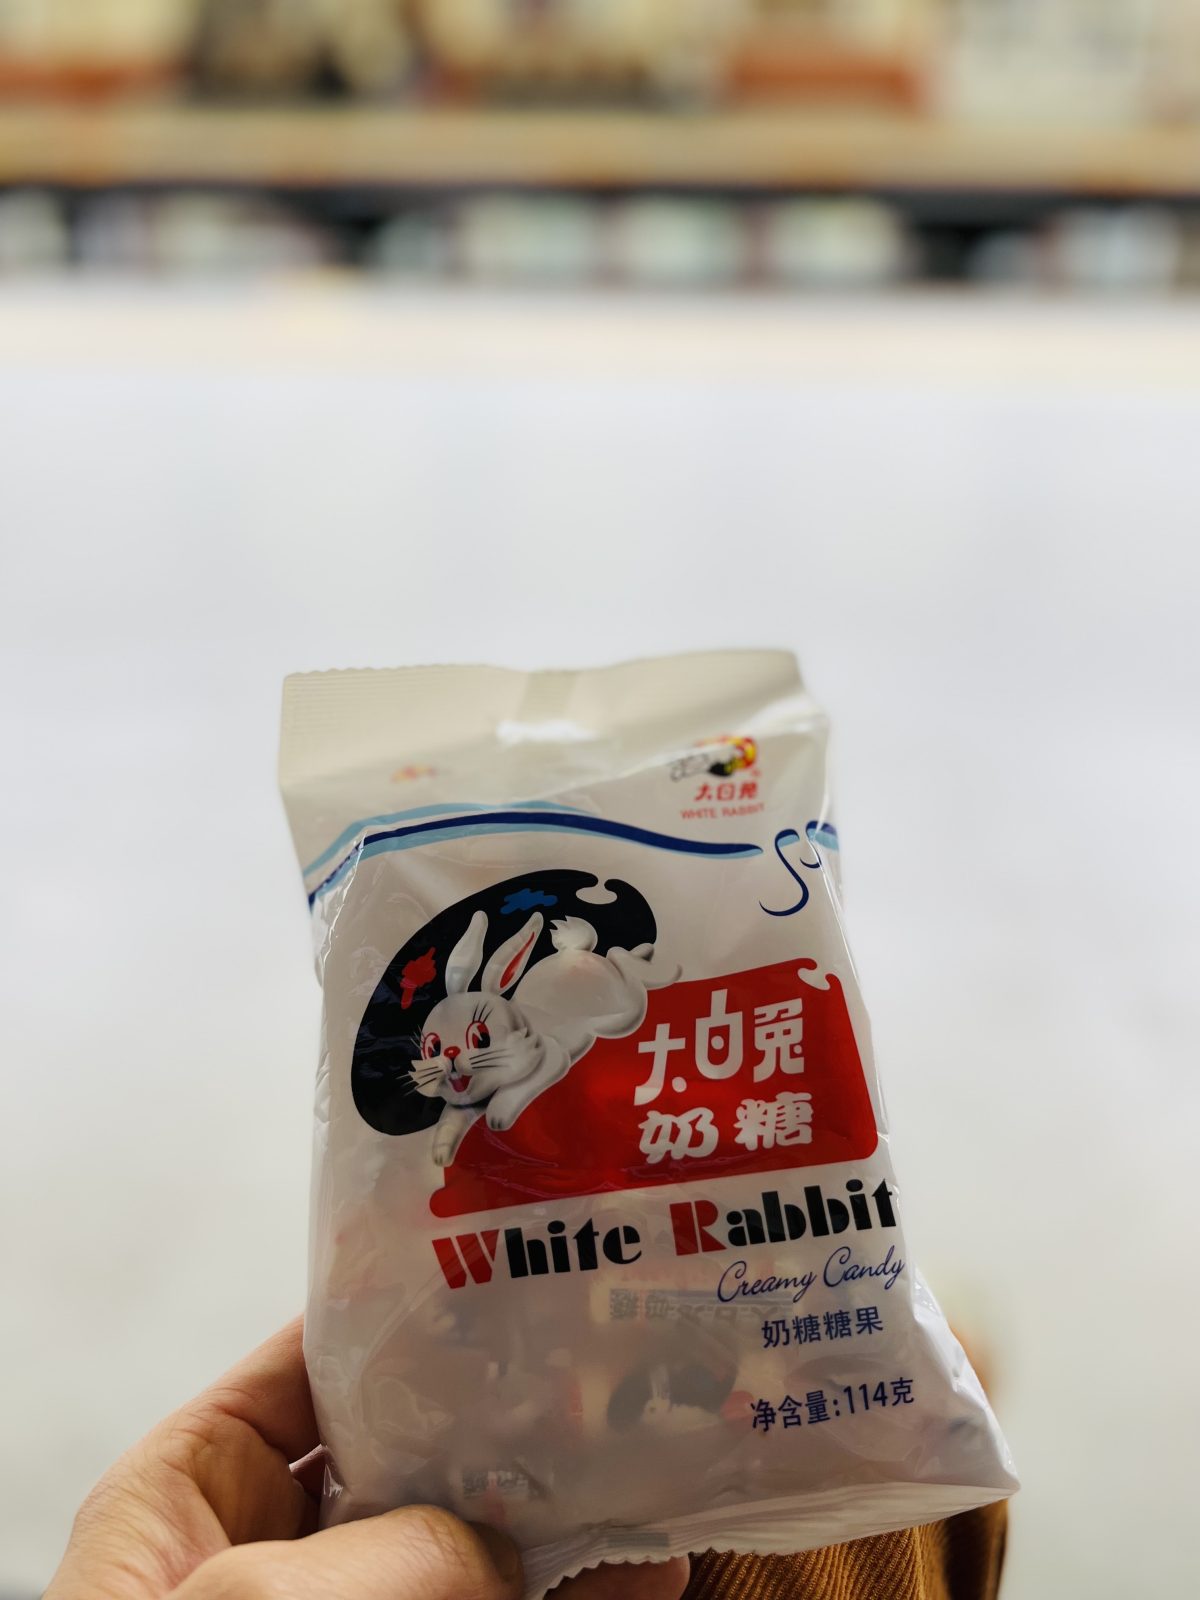 大白兔
WHITE RABBIT
大白兔
奶糖
White Rabbit
Creamy Candy
奶糖糖果
净含量:114克